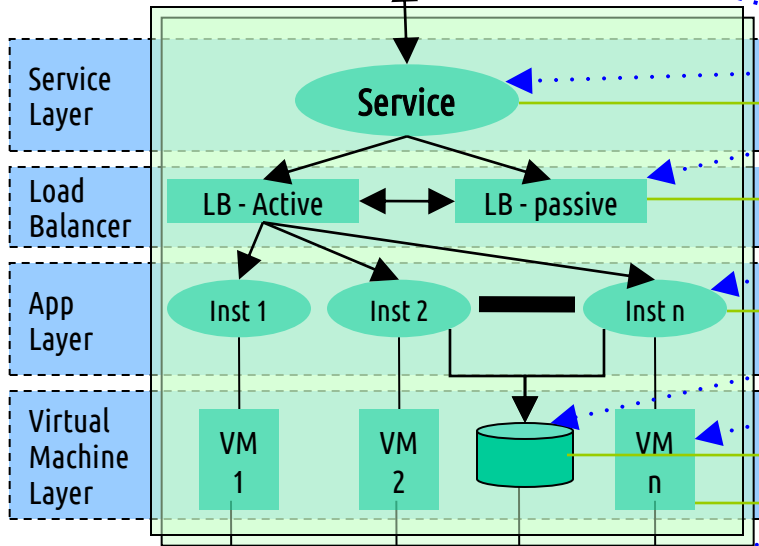 Service
Layer
Service
Load
Balancer
LB - Active
LB - passive
App
Layer
Inst 1
Inst 2
Inst n
Virtual
Machine
Layer
VM
1
VM
2
VM
n